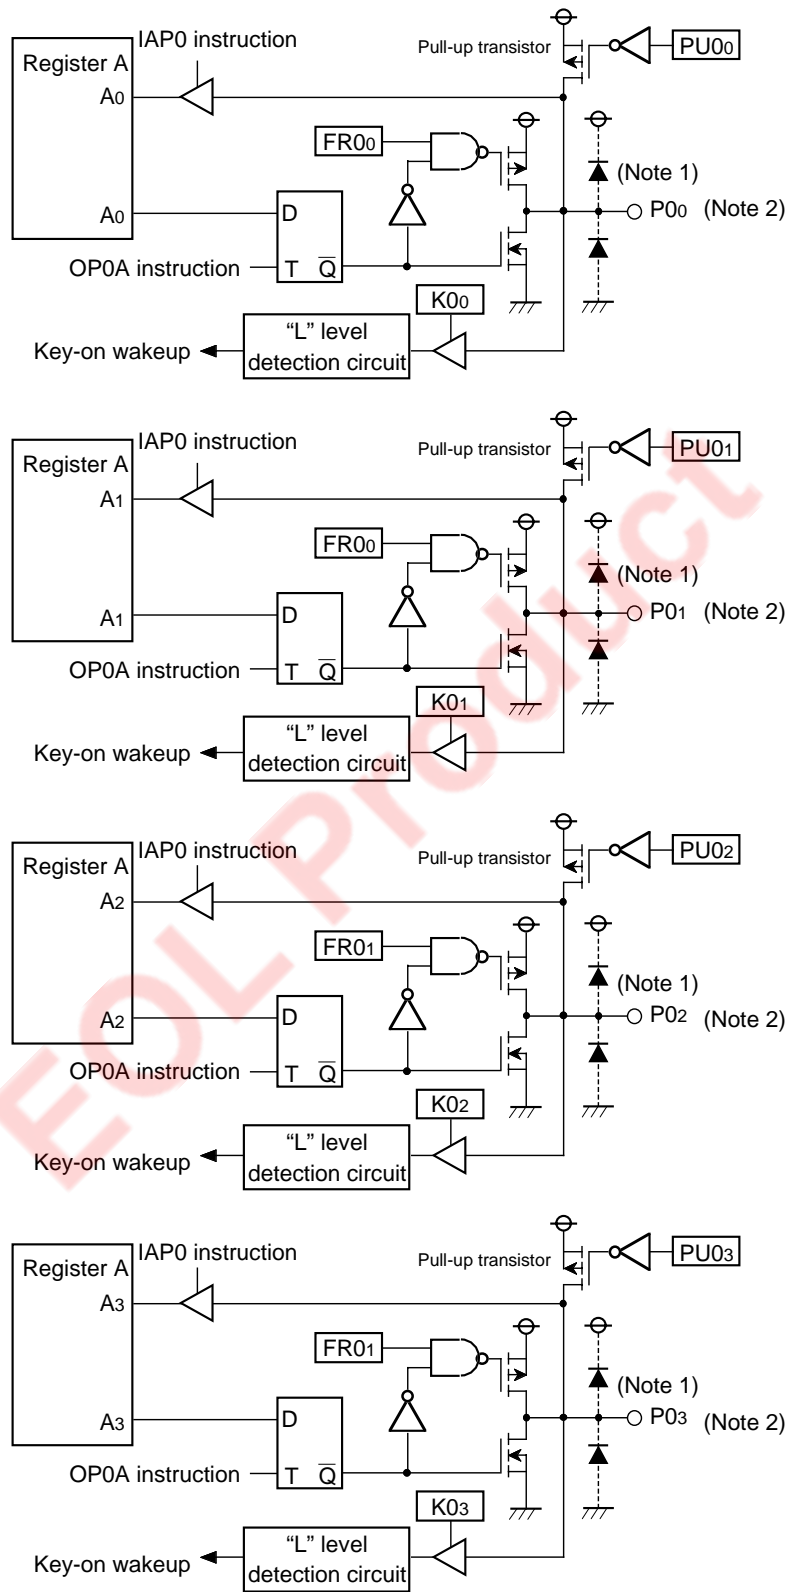 IAP0 instruction
Register A
Pull-up transistor
PU00
A0
FR00
(Note 1)
A0
D
P00 (Note 2)
OP0A instruction
T Q
K00
Key-on wakeup
“L” level
detection circuit
IAP0 instruction
Register A
Pull-up transistor
PU01
A1
FR00
(Note 1)
A1
D
P01 (Note 2)
OP0A instruction
T Q
K01
Key-on wakeup
“L” level
detection circuit
IAP0 instruction
Register A
Pull-up transistor
PU02
A2
FR01
(Note 1)
A2
D
P02 (Note 2)
OP0A instruction
T Q
K02
Key-on wakeup
“L” level
detection circuit
IAP0 instruction
Register A
Pull-up transistor
PU03
A3
FR01
(Note 1)
A3
D
P03 (Note 2)
OP0A instruction
T Q
K03
Key-on wakeup
“L” level
detection circuit
EOL Product